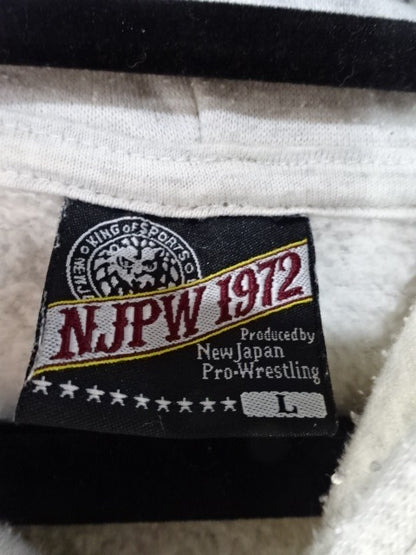 KING OF SPORTS
NJPW 1972
Produced by
New Japan
Pro-Wrestling
L